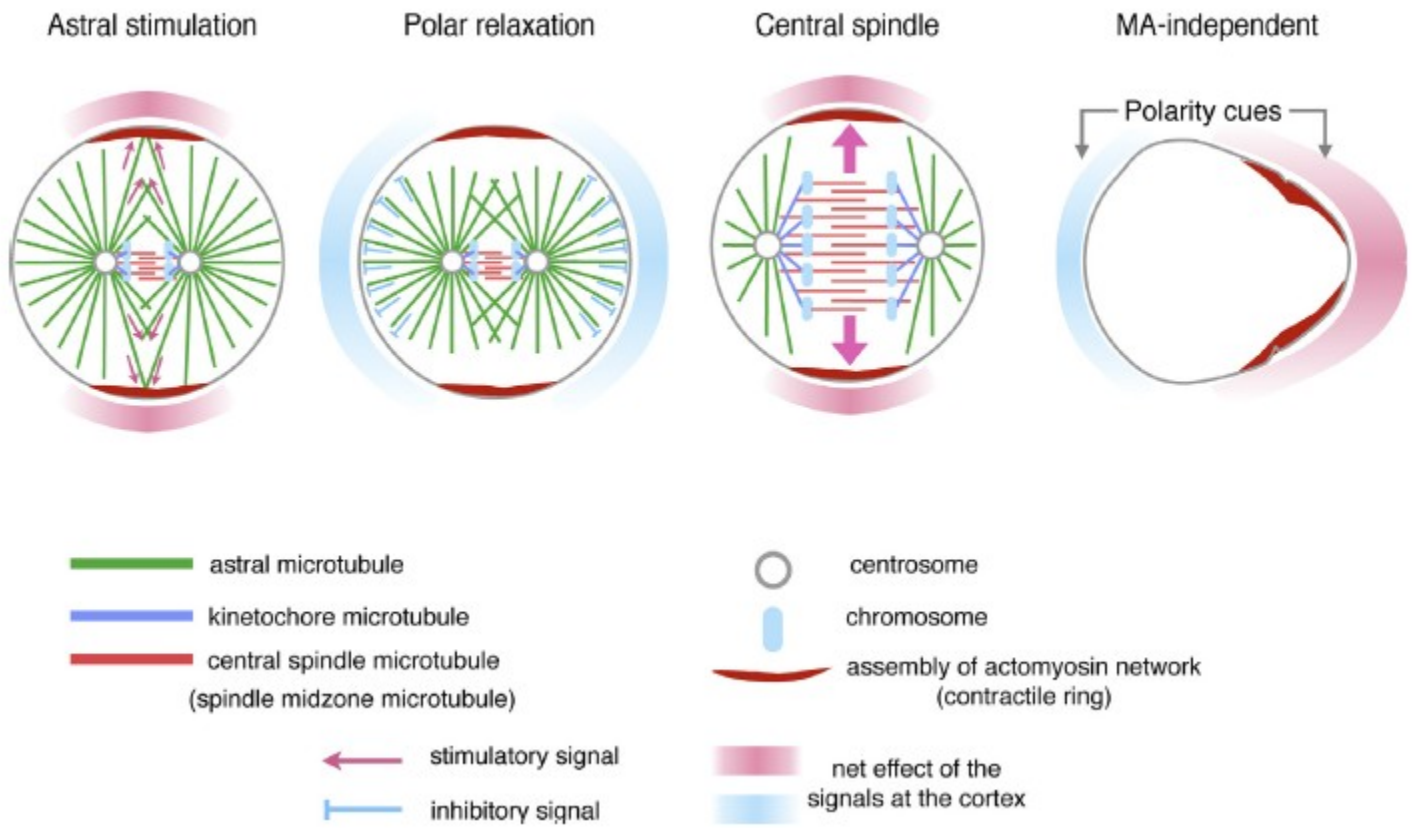 Astral stimulation
Polar relaxation
Central spindle
MA-independent
Polarity cues
astral microtubule
kinetochore microtubule
central spindle microtubule
(spindle midzone microtubule)
stimulatory signal
inhibitory signal
centrosome
chromosome
assembly of actomyosin network
(contractile ring)
net effect of the
signals at the cortex